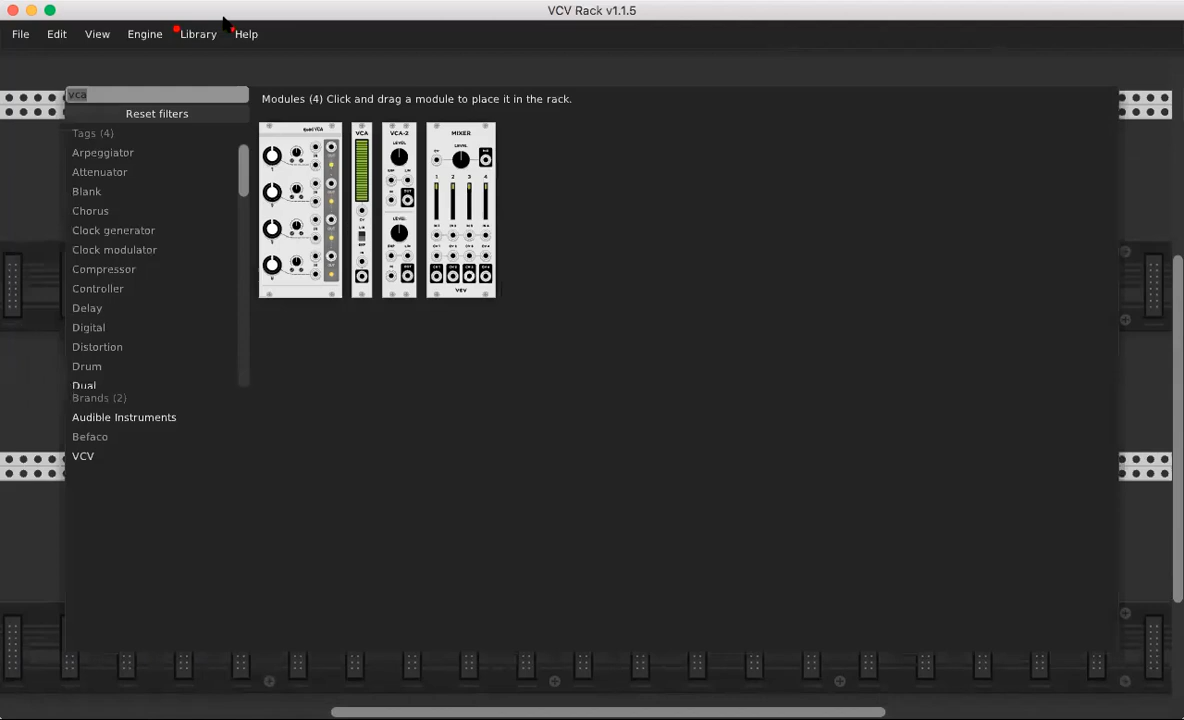 VCV Rack v1.1.5
File Edit View Engine Library Help
vca
Reset filters
Tags (4)
Arpeggiator
Attenuator
Blank
Chorus
Clock generator
Clock modulator
Compressor
Controller
Delay
Digital
Distortion
Drum
Dual
Brands (2)
Audible Instruments
Befaco
VCV
Modules (4) Click and drag a module to place it in the rack.
Quad VCA
VCA
VCA-2
LEVEL
LEVEL
MIXER
LEVEL
1 2 3 4
VCV